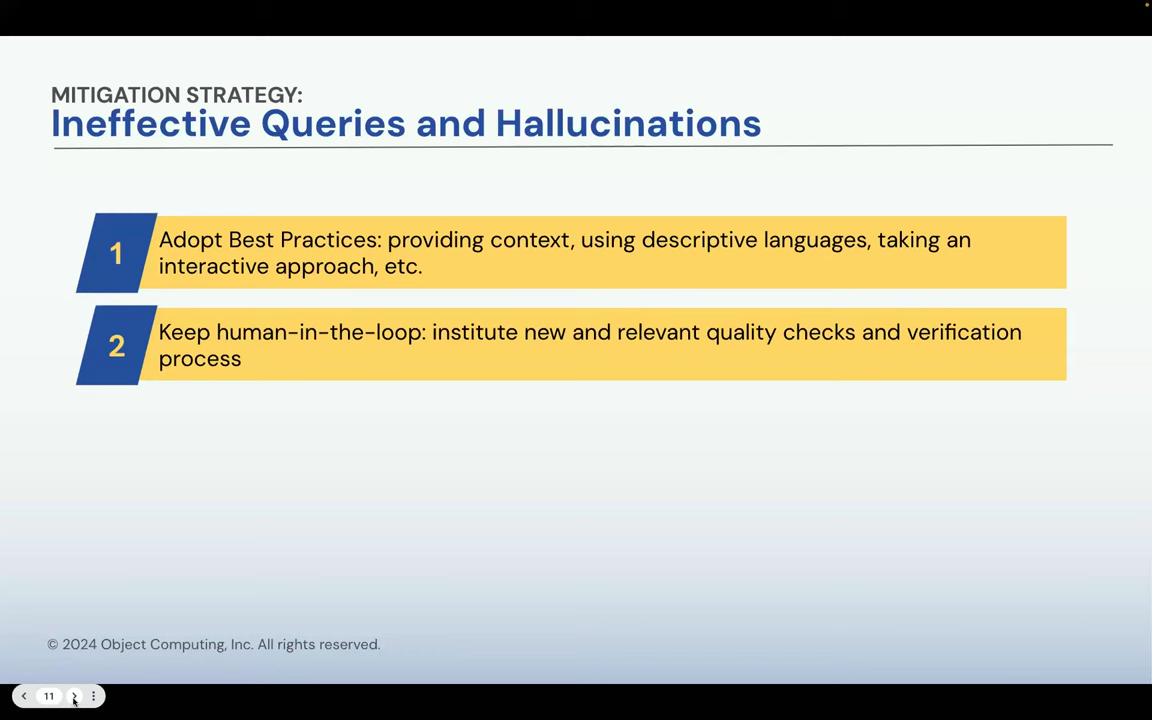 MITIGATION STRATEGY:
Ineffective Queries and Hallucinations
1
Adopt Best Practices: providing context, using descriptive languages, taking an
interactive approach, etc.
2
Keep human-in-the-loop: institute new and relevant quality checks and verification
process
© 2024 Object Computing, Inc. All rights reserved.
11